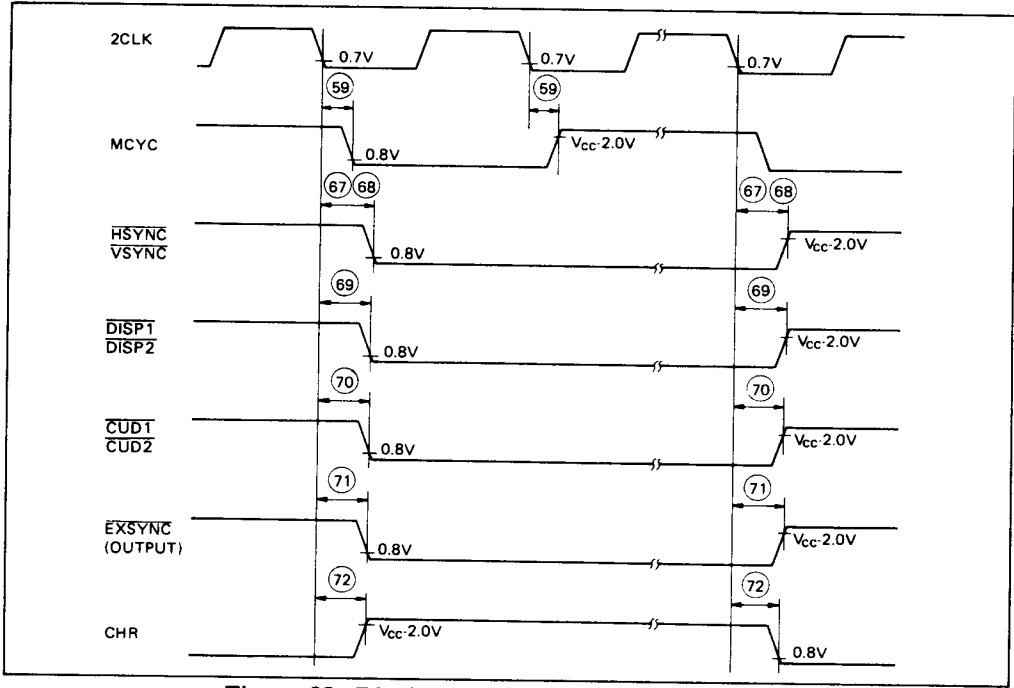 2CLK
0.7V 0.7V 0.7V
59 59
MCYC
0.8V VCC-2.0V
67 68 67 68
HSYNC
VSYNC
0.8V VCC-2.0V
69 69
DISP1
DISP2
0.8V VCC-2.0V
70 70
CUD1
CUD2
0.8V VCC-2.0V
71 71
EXSYNC
(OUTPUT)
0.8V VCC-2.0V
72 72
CHR
VCC-2.0V 0.8V